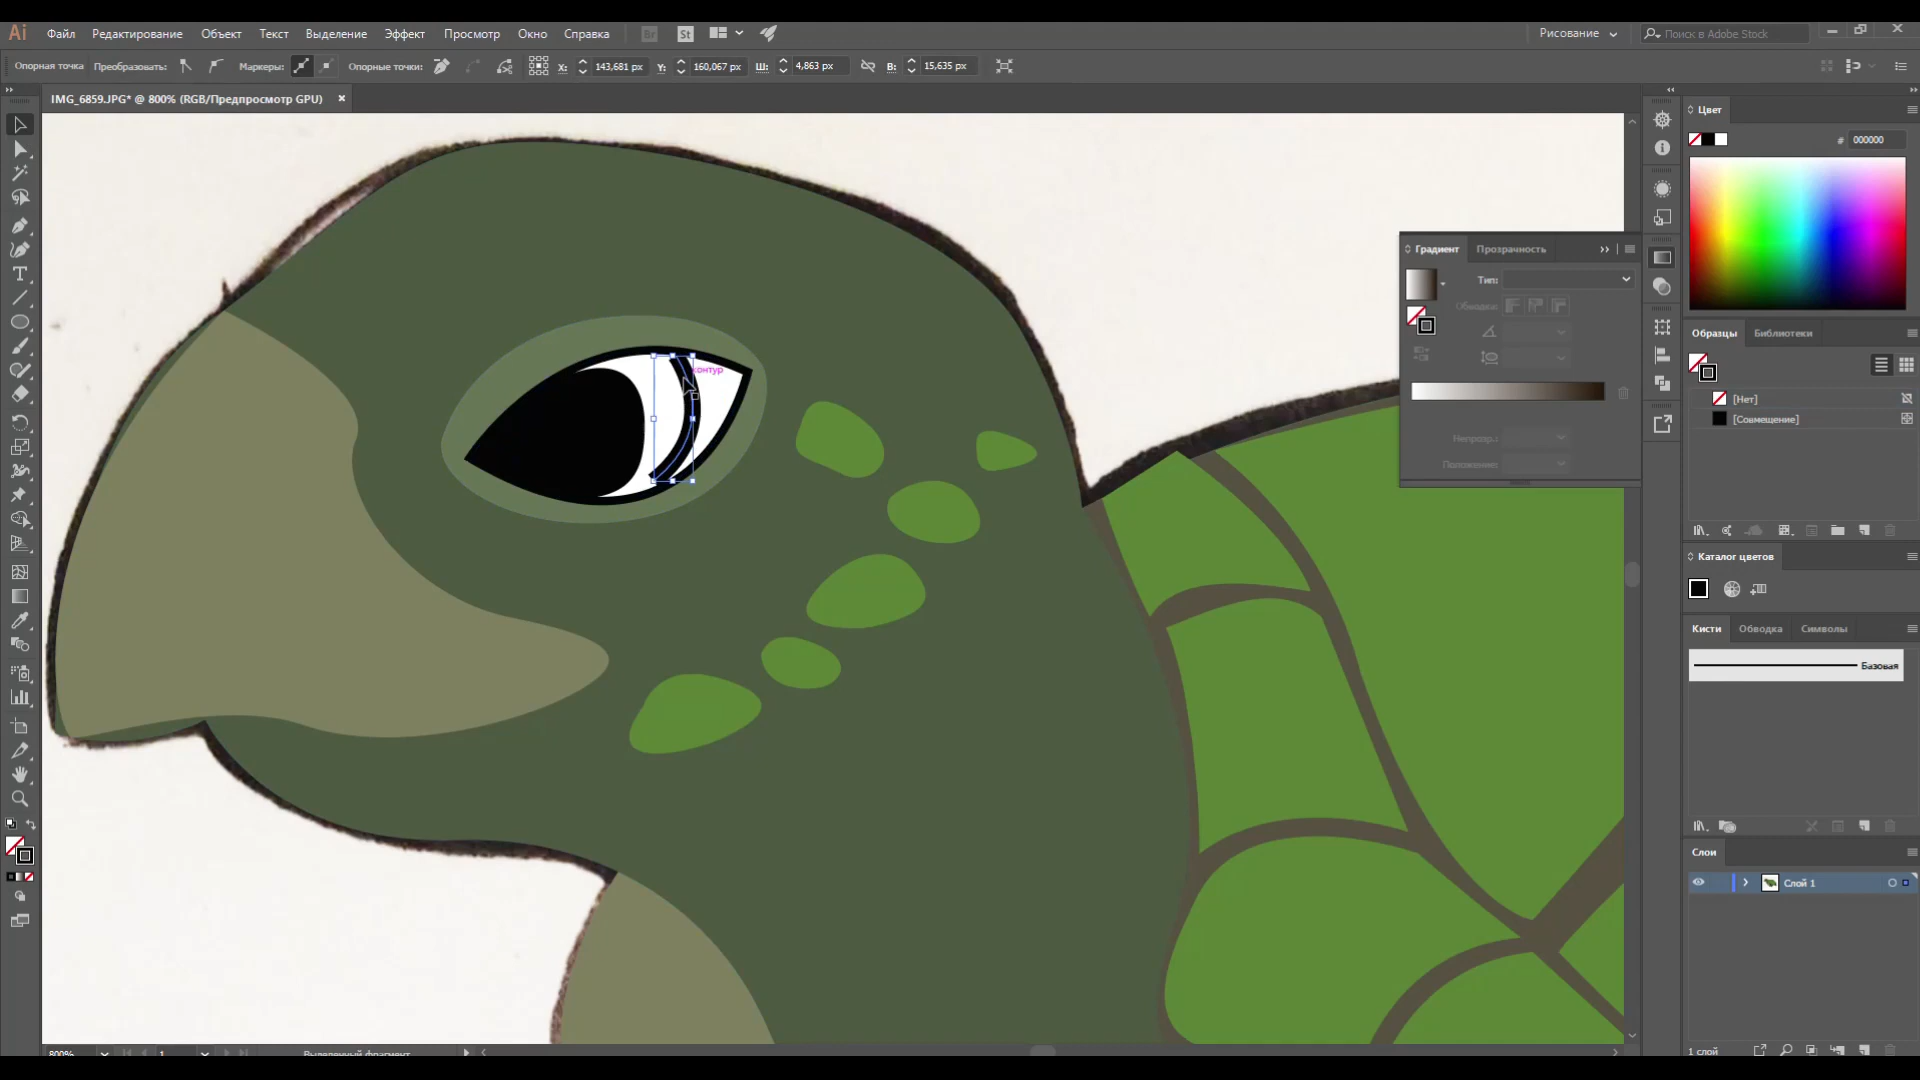 Ai Файл Редактирование Объект Текст Выделение Эффект Просмотр Окно Справка Br St Рисование Поиск в Adobe Stock
Опорная точка Преобразовать: Маркеры: Опорные точки: X: 143,681 px Y: 160,067 px Ш: 4,863 px В: 15,635 px
IMG_6859.JPG* @ 800% (RGB/Предпросмотр GPU)
Цвет
# 000000
Градиент Прозрачность
Тип:
Обводка:
Непрозр.:
Положение:
контур
Образцы Библиотеки
[Нет]
[Совмещение]
Каталог цветов
Кисти Обводка Символы
Базовая
Слои
Слой 1
1 слой
800% 1 Выделенный фрагмент